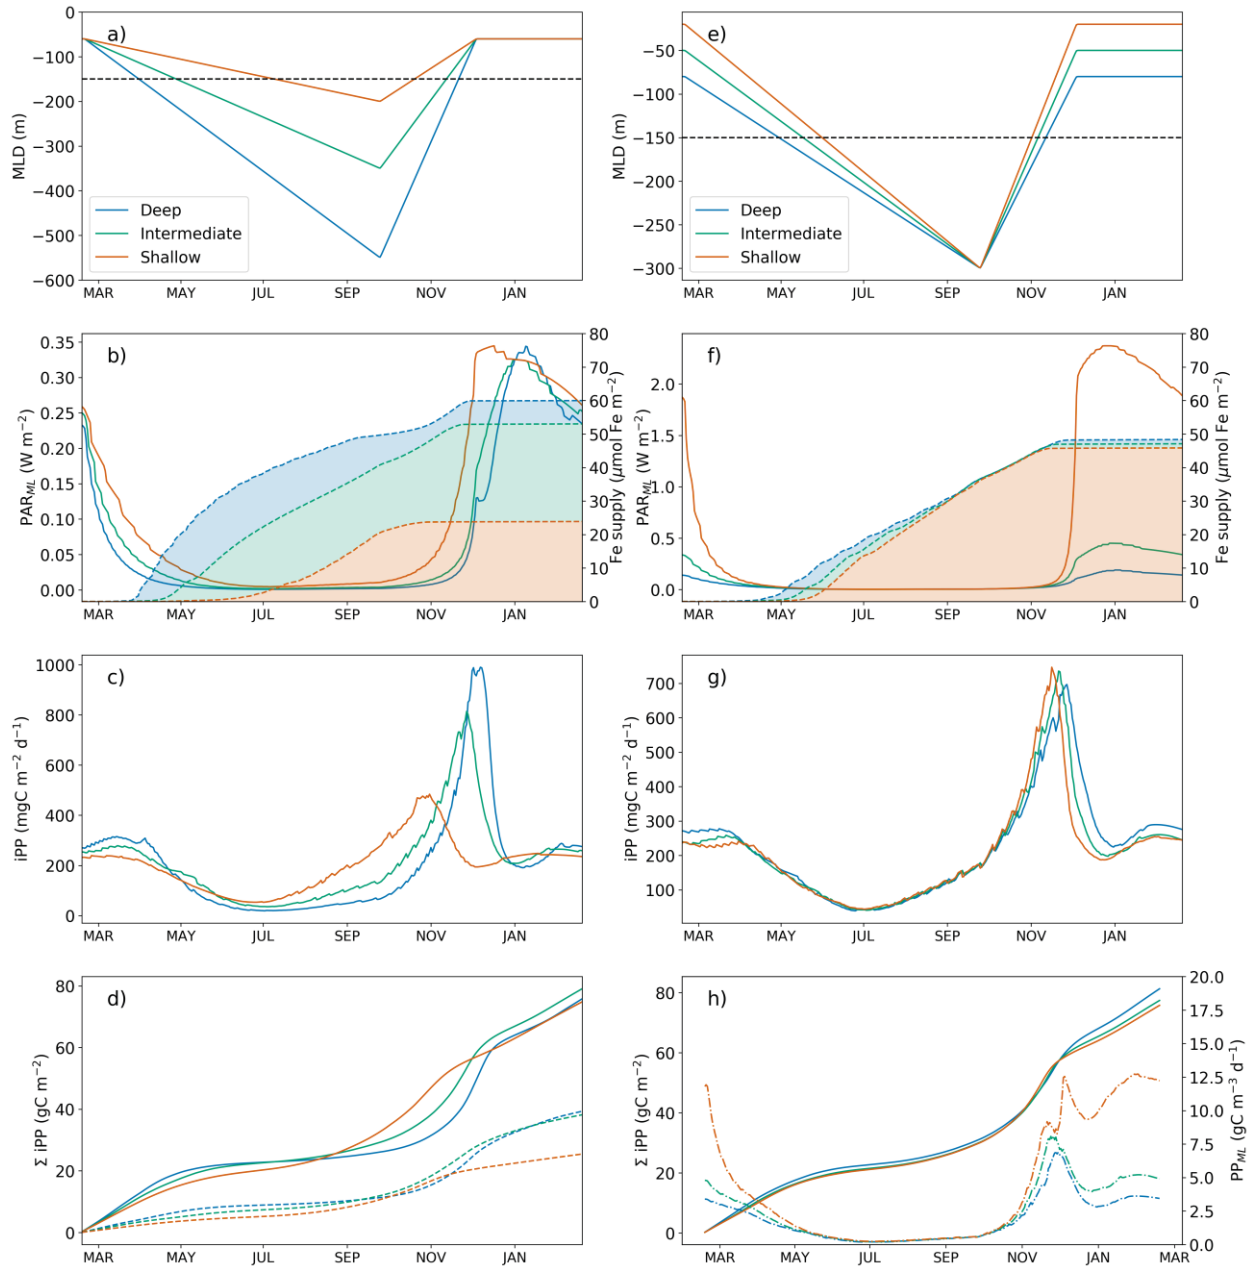 a)
MLD (m)
0
−100
−200
−300
−400
−500
−600
Deep
Intermediate
Shallow
MAR MAY JUL SEP NOV JAN
e)
MLD (m)
−50
−100
−150
−200
−250
−300
Deep
Intermediate
Shallow
MAR MAY JUL SEP NOV JAN
b)
PAR_ML (W m⁻²)
0.35
0.30
0.25
0.20
0.15
0.10
0.05
0.00
80
70
60
50
40
30
20
10
0
Fe supply (μmol Fe m⁻²)
MAR MAY JUL SEP NOV JAN
f)
PAR_ML (W m⁻²)
2.0
1.5
1.0
0.5
0.0
80
70
60
50
40
30
20
10
0
Fe supply (μmol Fe m⁻²)
MAR MAY JUL SEP NOV JAN
c)
iPP (mgC m⁻² d⁻¹)
1000
800
600
400
200
0
MAR MAY JUL SEP NOV JAN
g)
iPP (mgC m⁻² d⁻¹)
700
600
500
400
300
200
100
MAR MAY JUL SEP NOV JAN
d)
Σ iPP (gC m⁻²)
80
60
40
20
0
MAR MAY JUL SEP NOV JAN
h)
Σ iPP (gC m⁻²)
80
60
40
20
0
20.0
17.5
15.0
12.5
10.0
7.5
5.0
2.5
0.0
PP_ML (gC m⁻³ d⁻¹)
MAR MAY JUL SEP NOV JAN MAR